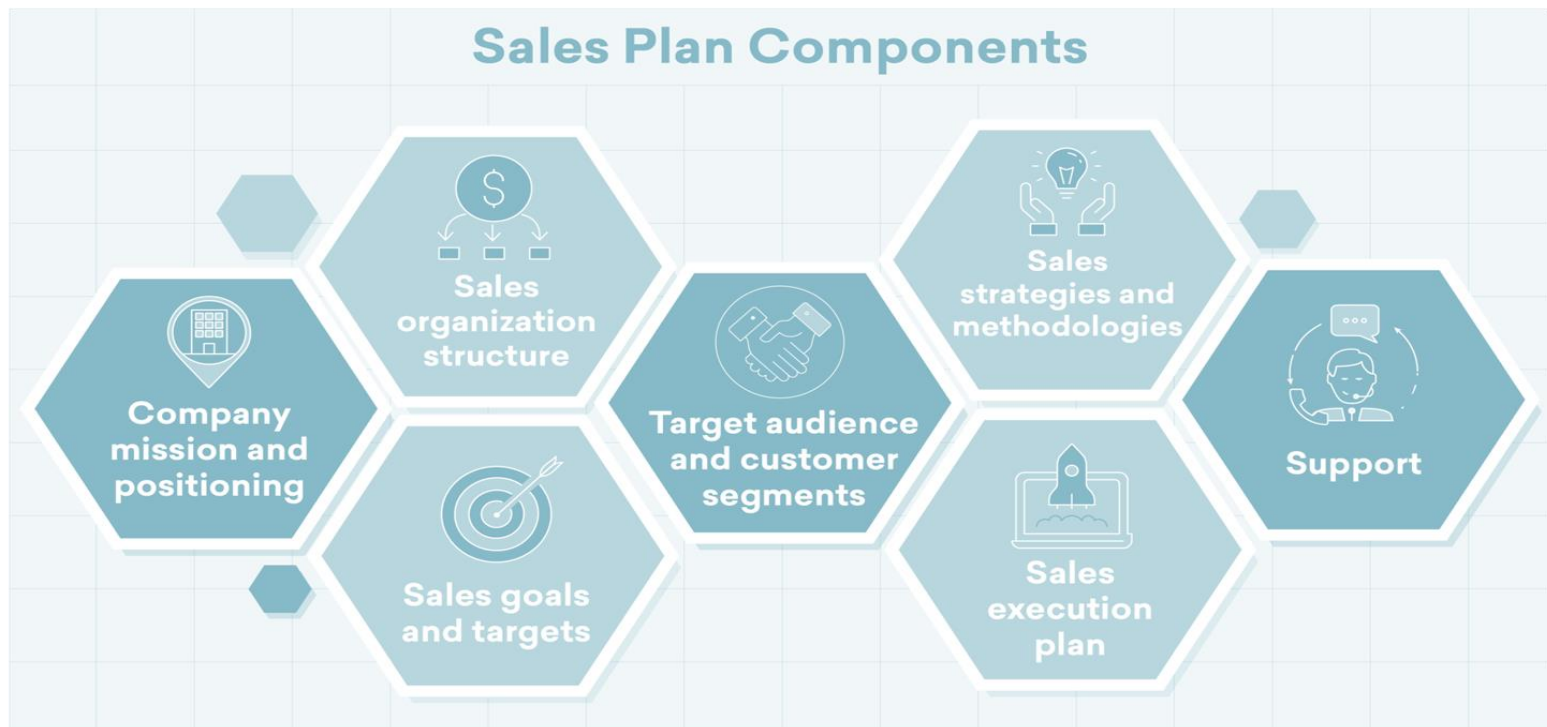 Sales Plan Components
Company
mission and
positioning
Sales
organization
structure
Sales goals
and targets
Target audience
and customer
segments
Sales
strategies and
methodologies
Sales
execution
plan
Support